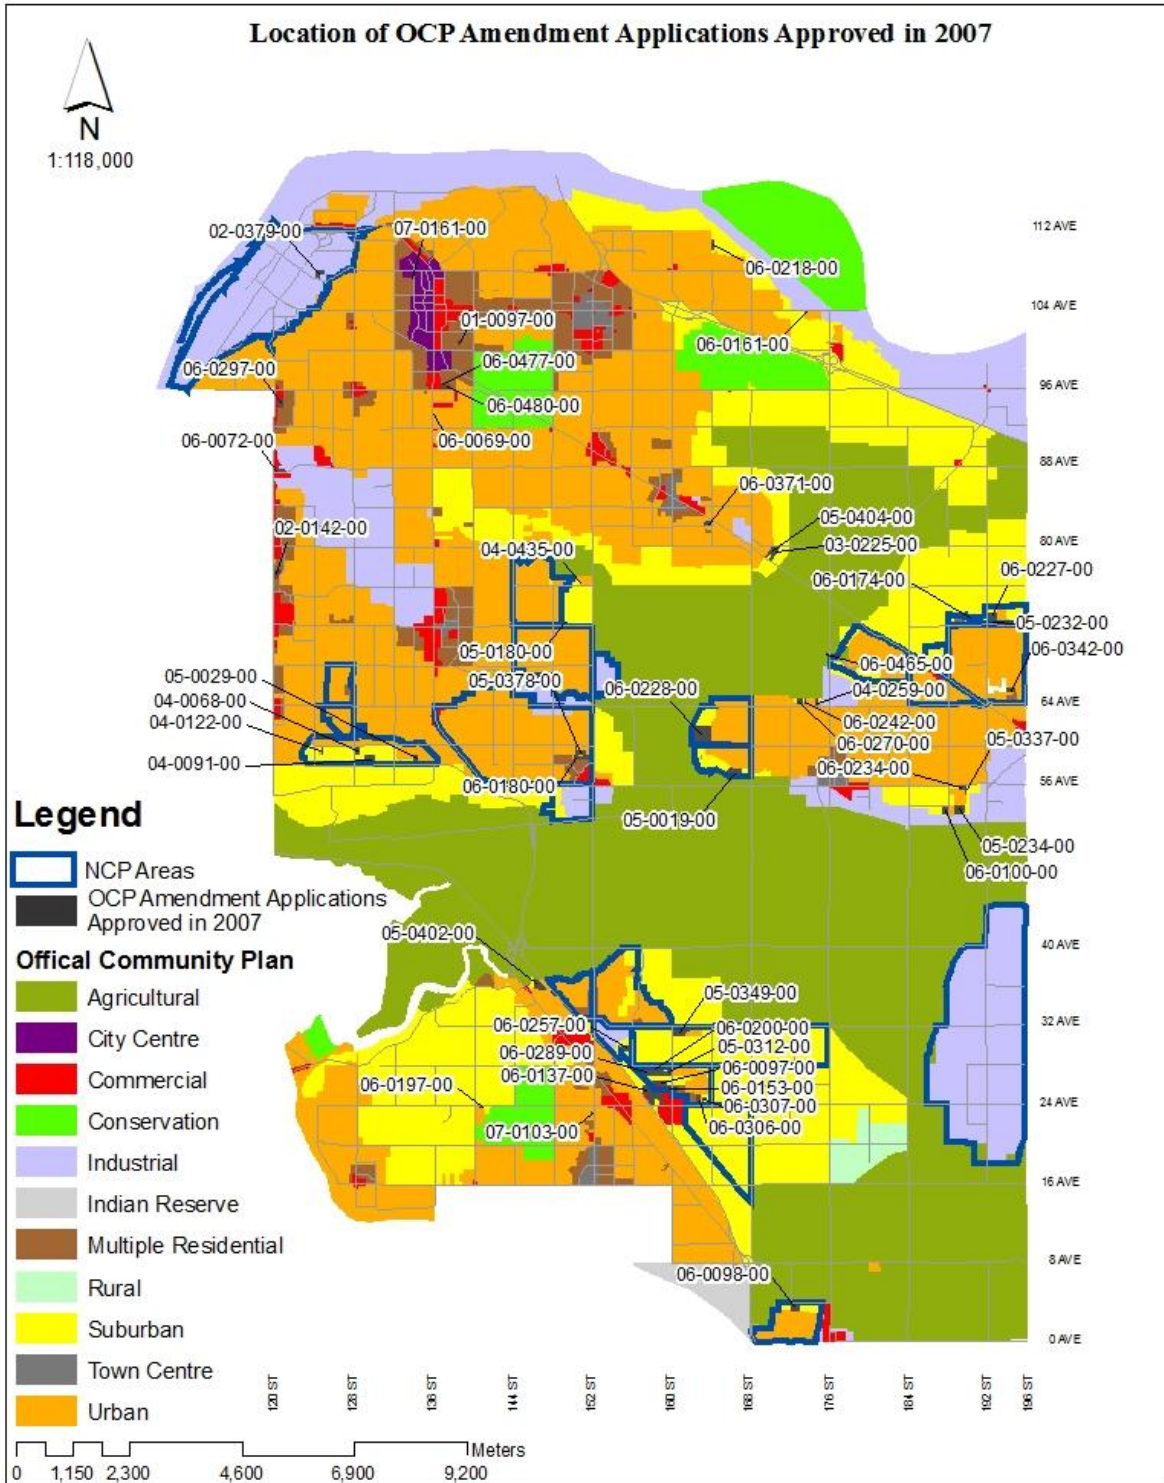 Location of OCP Amendment Applications Approved in 2007
N
1:118,000
112 AVE
02-0379-00
07-0161-00
06-0218-00
104 AVE
01-0097-00
06-0161-00
06-0297-00
06-0477-00
96 AVE
06-0480-00
06-0072-00
06-0069-00
88 AVE
06-0371-00
02-0142-00
05-0404-00
04-0435-00
03-0225-00
80 AVE
06-0174-00
06-0227-00
05-0232-00
05-0180-00
06-0342-00
05-0029-00
05-0378-00
06-0465-00
04-0068-00
06-0228-00
04-0259-00
64 AVE
04-0122-00
06-0242-00
06-0270-00
05-0337-00
04-0091-00
06-0234-00
06-0180-00
56 AVE
05-0019-00
05-0234-00
06-0100-00
Legend
NCP Areas
OCP Amendment Applications
Approved in 2007
Offical Community Plan
Agricultural
City Centre
Commercial
Conservation
Industrial
Indian Reserve
Multiple Residential
Rural
Suburban
Town Centre
Urban
05-0402-00
40 AVE
05-0349-00
06-0257-00
06-0200-00
32 AVE
06-0289-00
05-0312-00
06-0137-00
06-0097-00
06-0197-00
06-0153-00
06-0307-00
24 AVE
07-0103-00
06-0306-00
16 AVE
8 AVE
06-0098-00
0 AVE
120 ST
128 ST
136 ST
144 ST
152 ST
160 ST
168 ST
176 ST
184 ST
192 ST
196 ST
Meters
0 1,150 2,300 4,600 6,900 9,200